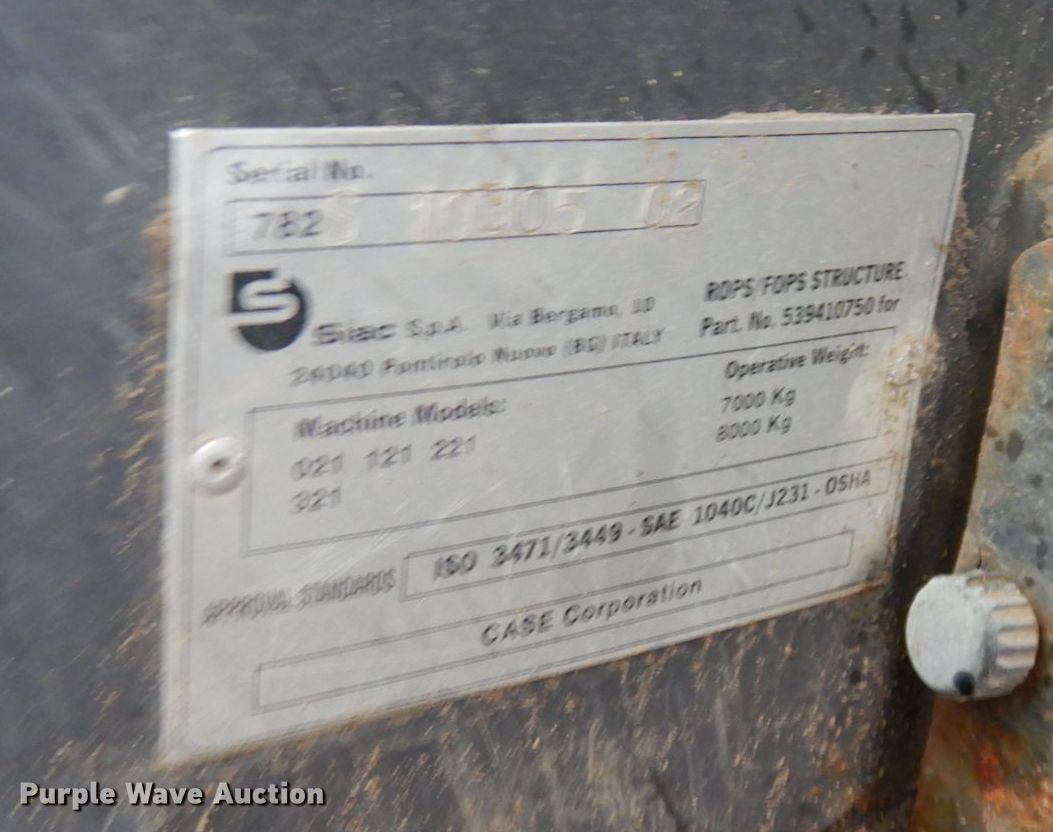 Serial No.
782 S 10305 02
S
Siac S.p.A. Via Bergamo, 10
24040 Pontirolo Nuovo (BG) ITALY
ROPS/FOPS STRUCTURE
Part. No. 539410750 for
Machine Models:
Operative Weight:
021 121 221
7000 Kg
321
8000 Kg
APPROVAL STANDARDS
ISO 3471/3449 - SAE 1040C/J231 - OSHA
CASE Corporation
Purple Wave Auction